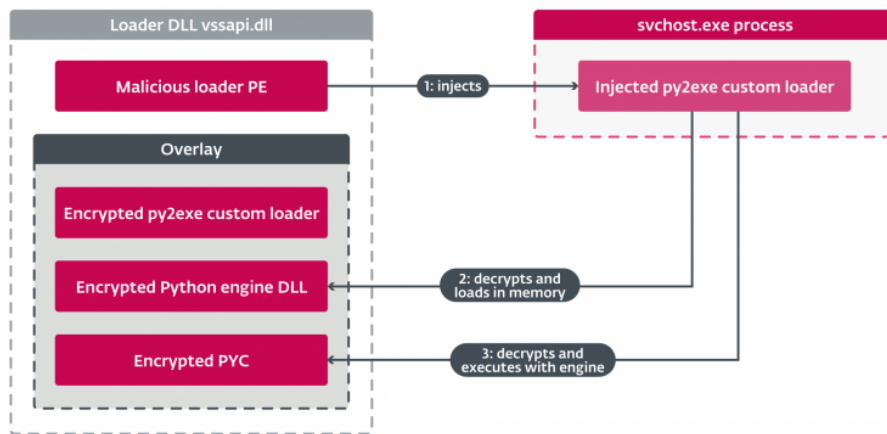 Loader DLL vssapi.dll
svchost.exe process
Malicious loader PE
1: injects
Injected py2exe custom loader
Overlay
Encrypted py2exe custom loader
Encrypted Python engine DLL
2: decrypts and
loads in memory
Encrypted PYC
3: decrypts and
executes with engine